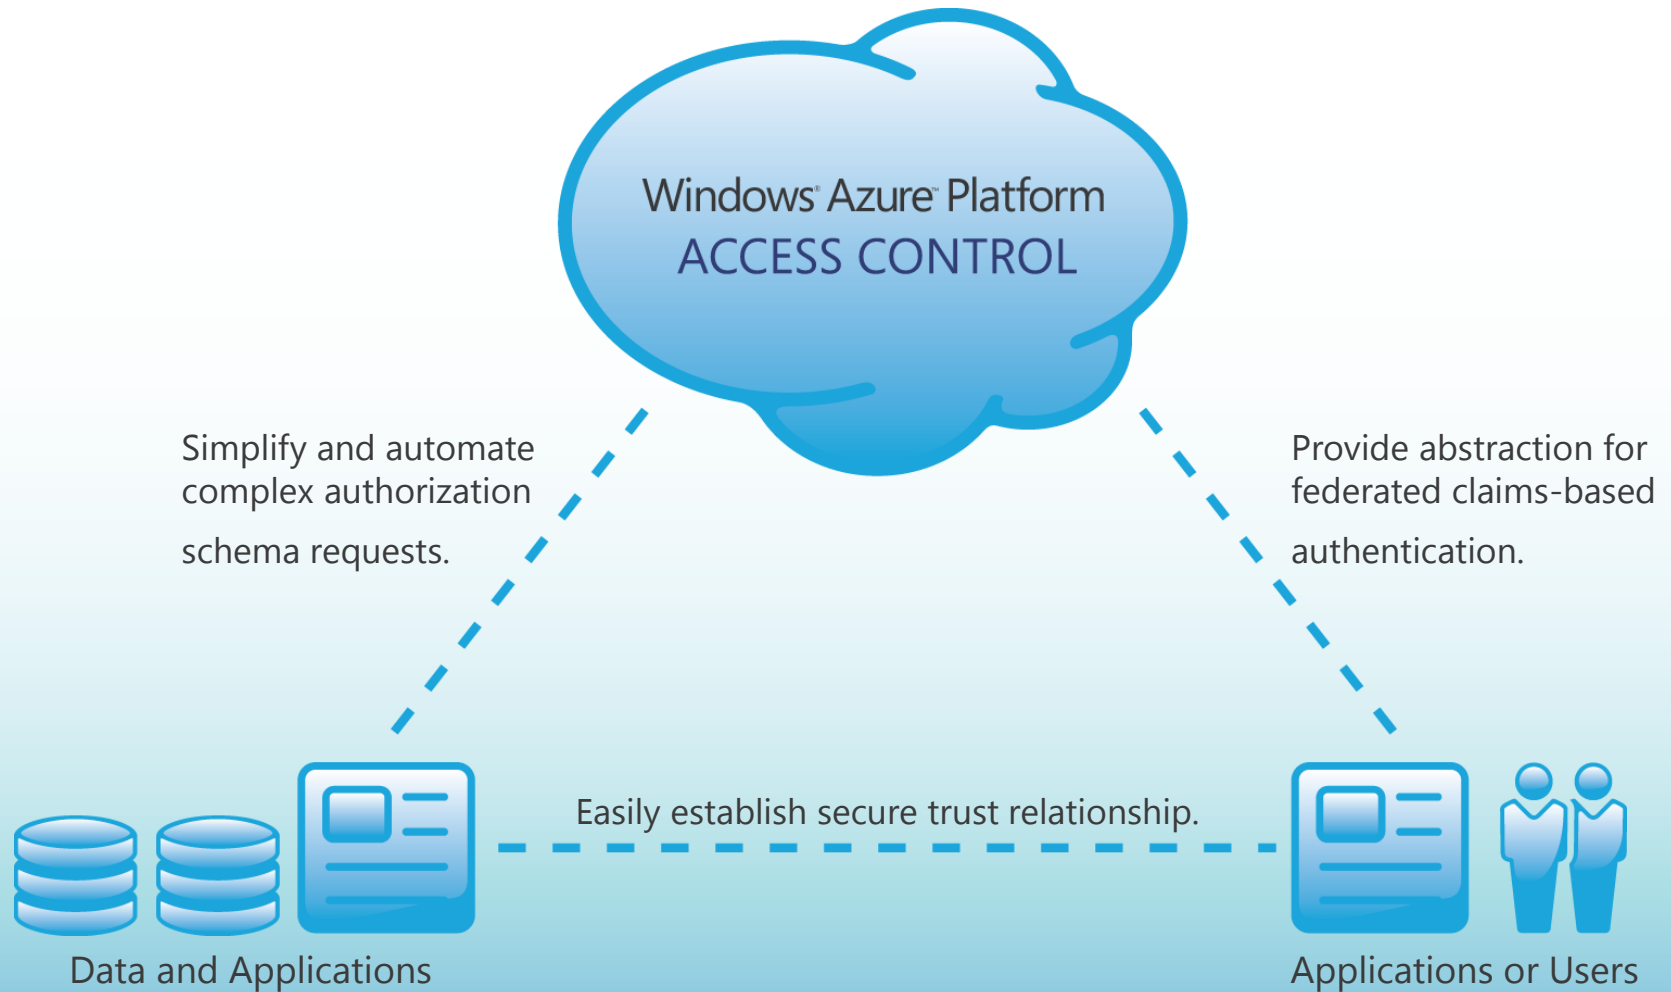 Windows® Azure™ Platform
ACCESS CONTROL
Simplify and automate
complex authorization
schema requests.
Provide abstraction for
federated claims-based
authentication.
Easily establish secure trust relationship.
Data and Applications
Applications or Users